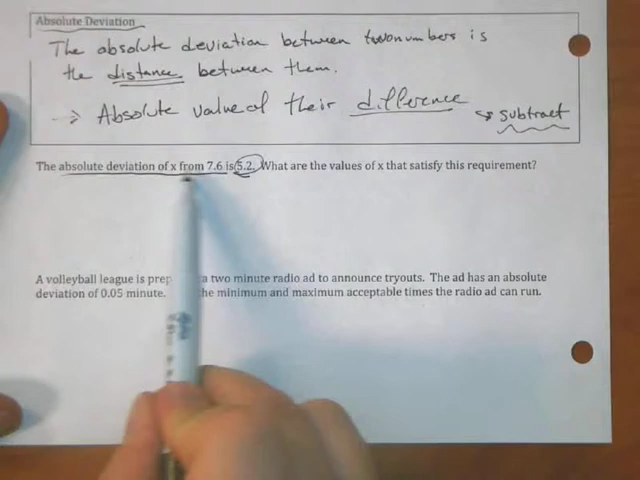 Absolute Deviation
The absolute deviation between two numbers is
the distance between them.
→ Absolute value of their difference → subtract
The absolute deviation of x from 7.6 is 5.2. What are the values of x that satisfy this requirement?
A volleyball league is prep a two minute radio ad to announce tryouts. The ad has an absolute
deviation of 0.05 minute. he minimum and maximum acceptable times the radio ad can run.